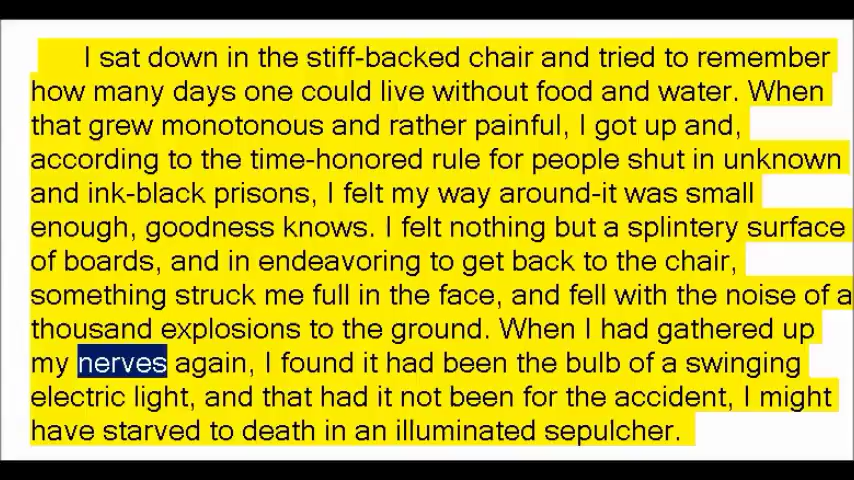 I sat down in the stiff-backed chair and tried to remember
how many days one could live without food and water. When
that grew monotonous and rather painful, I got up and,
according to the time-honored rule for people shut in unknown
and ink-black prisons, I felt my way around-it was small
enough, goodness knows. I felt nothing but a splintery surface
of boards, and in endeavoring to get back to the chair,
something struck me full in the face, and fell with the noise of a
thousand explosions to the ground. When I had gathered up
my nerves again, I found it had been the bulb of a swinging
electric light, and that had it not been for the accident, I might
have starved to death in an illuminated sepulcher.